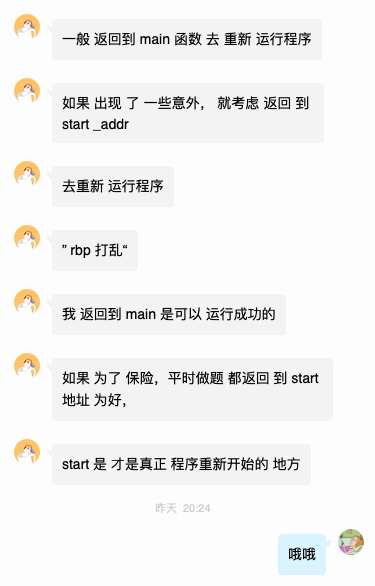 一般 返回到 main 函数 去 重新 运行程序
如果 出现 了 一些意外， 就考虑 返回 到
start _addr
去重新 运行程序
” rbp 打乱“
我 返回到 main 是可以 运行成功的
如果 为了 保险，平时做题 都返回 到 start
地址 为好，
start 是 才是真正 程序重新开始的 地方
昨天 20:24
哦哦